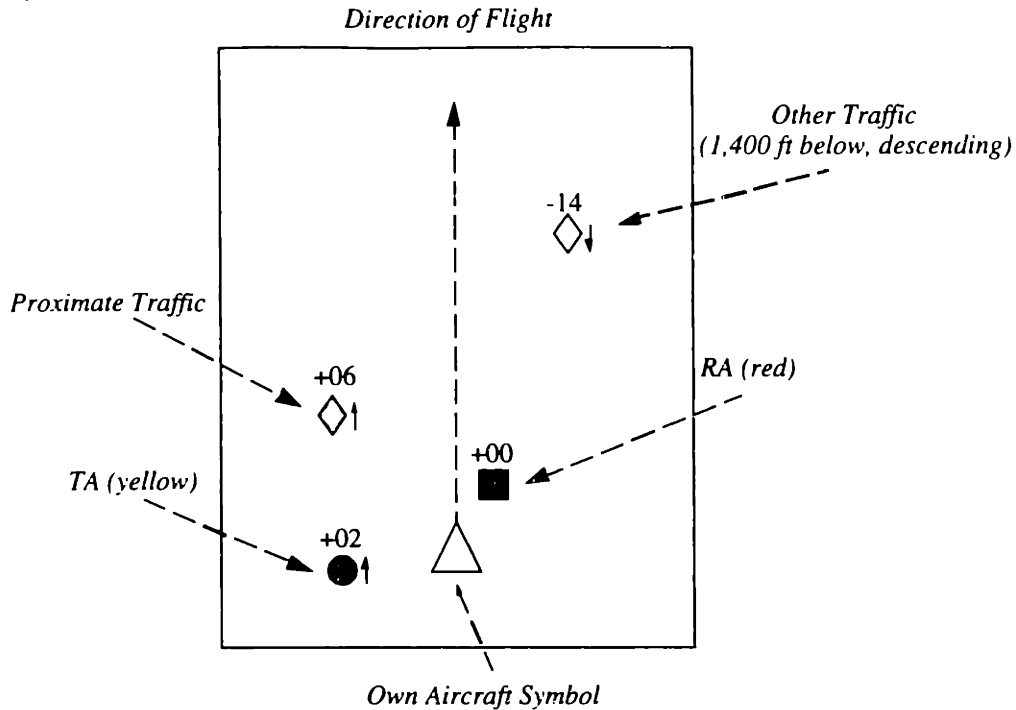 Direction of Flight
Other Traffic
(1,400 ft below, descending)
-14
Proximate Traffic
+06
RA (red)
+00
TA (yellow)
+02
Own Aircraft Symbol